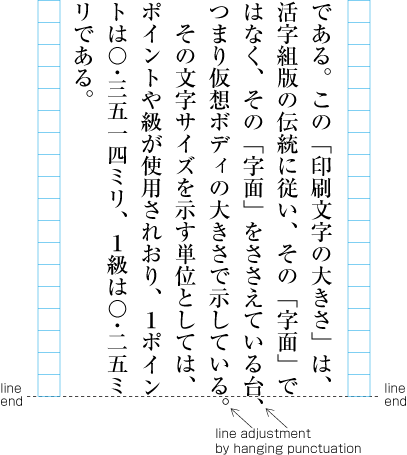 である。この「印刷文字の大きさ」は、
活字組版の伝統に従い、その「字面」で
はなく、その「字面」をささえている台、
つまり仮想ボディの大きさで示している。
その文字サイズを示す単位としては、
ポイントや級が使用されおり、１ポイン
トは〇・三五一四ミリ、１級は〇・二五ミ
リである。
line
end
line
end
line adjustment
by hanging punctuation